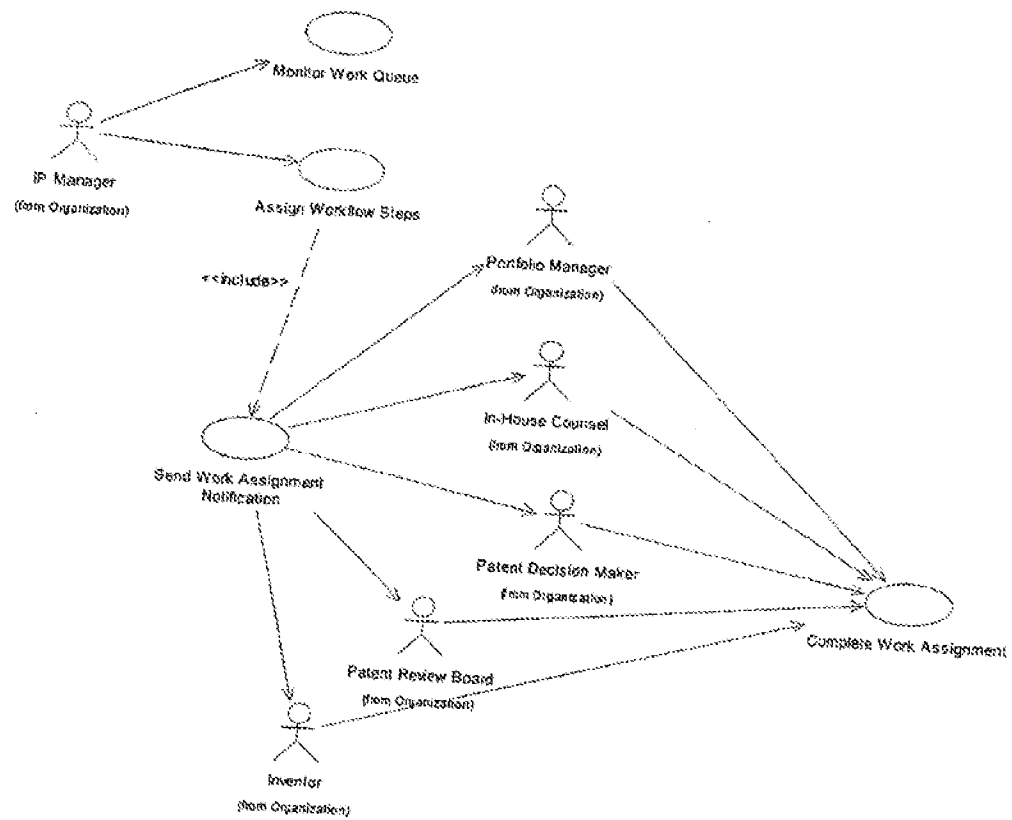 Monitor Work Queue
IP Manager
(from Organization)
Assign Workflow Steps
<<include>>
Portfolio Manager
(from Organization)
In-House Counsel
(from Organization)
Send Work Assignment
Notification
Patent Decision Maker
(from Organization)
Complete Work Assignment
Patent Review Board
(from Organization)
Inventor
(from Organization)